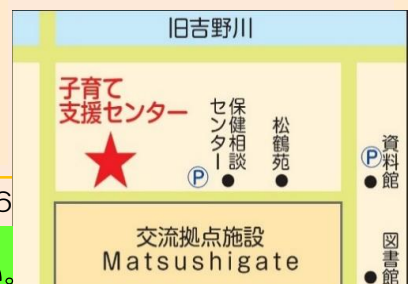 旧吉野川
子育て
支援センター
保健相談
センター
松鶴苑
P
P
資料館
交流拠点施設
Matsushigate
図書館
6
。